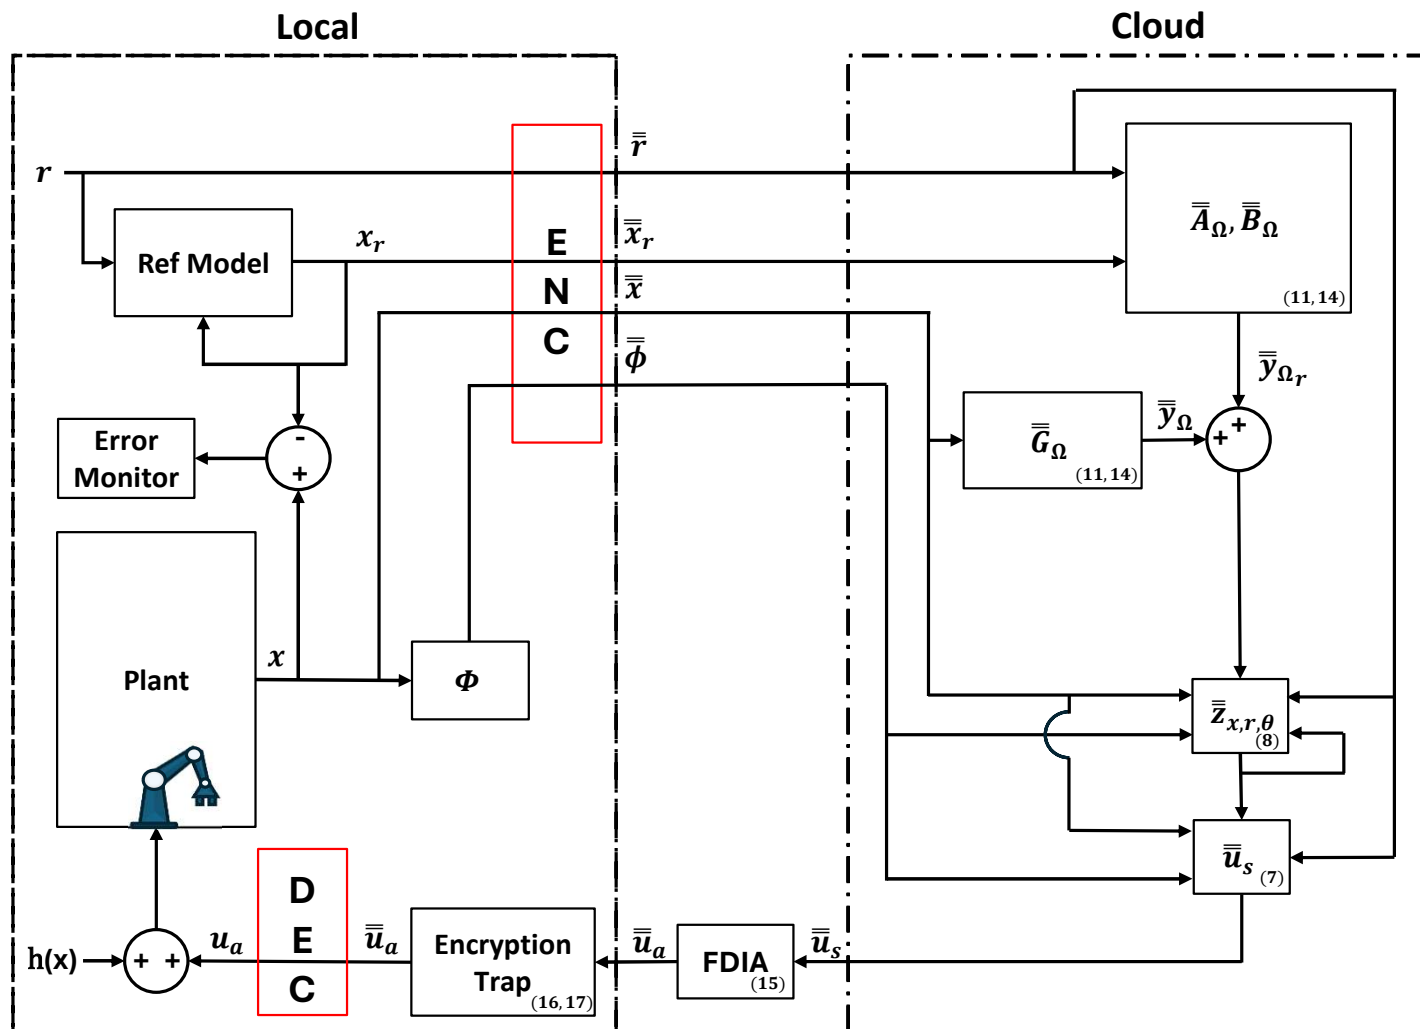 Local
Cloud
r
r̿
Ref Model
x_r
E
N
C
x̿_r
x̿
ϕ̿
A̿_Ω, B̿_Ω
(11,14)
y̿_Ω_r
Error
Monitor
-
+
G̿_Ω
(11,14)
y̿_Ω
+
+
Plant
x
Φ
z̿_x,r,θ
(8)
u̿_s
(7)
h(x)
+ +
u_a
D
E
C
u̿_a
Encryption
Trap
(16,17)
u̿_a
FDIA
(15)
u̿_s